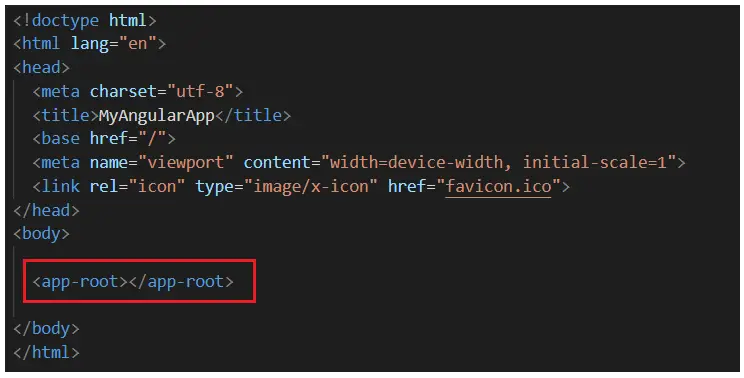 <!doctype html>
<html lang="en">
<head>
  <meta charset="utf-8">
  <title>MyAngularApp</title>
  <base href="/">
  <meta name="viewport" content="width=device-width, initial-scale=1">
  <link rel="icon" type="image/x-icon" href="favicon.ico">
</head>
<body>
  <app-root></app-root>
</body>
</html>